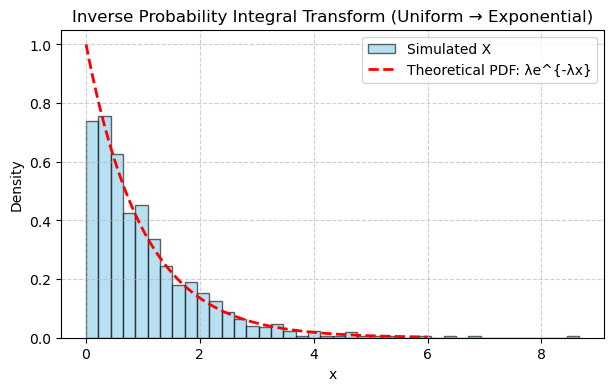 Inverse Probability Integral Transform (Uniform → Exponential)
Simulated X
Theoretical PDF: λe^{-λx}
Density
1.0
0.8
0.6
0.4
0.2
0.0
0
2
4
6
8
x